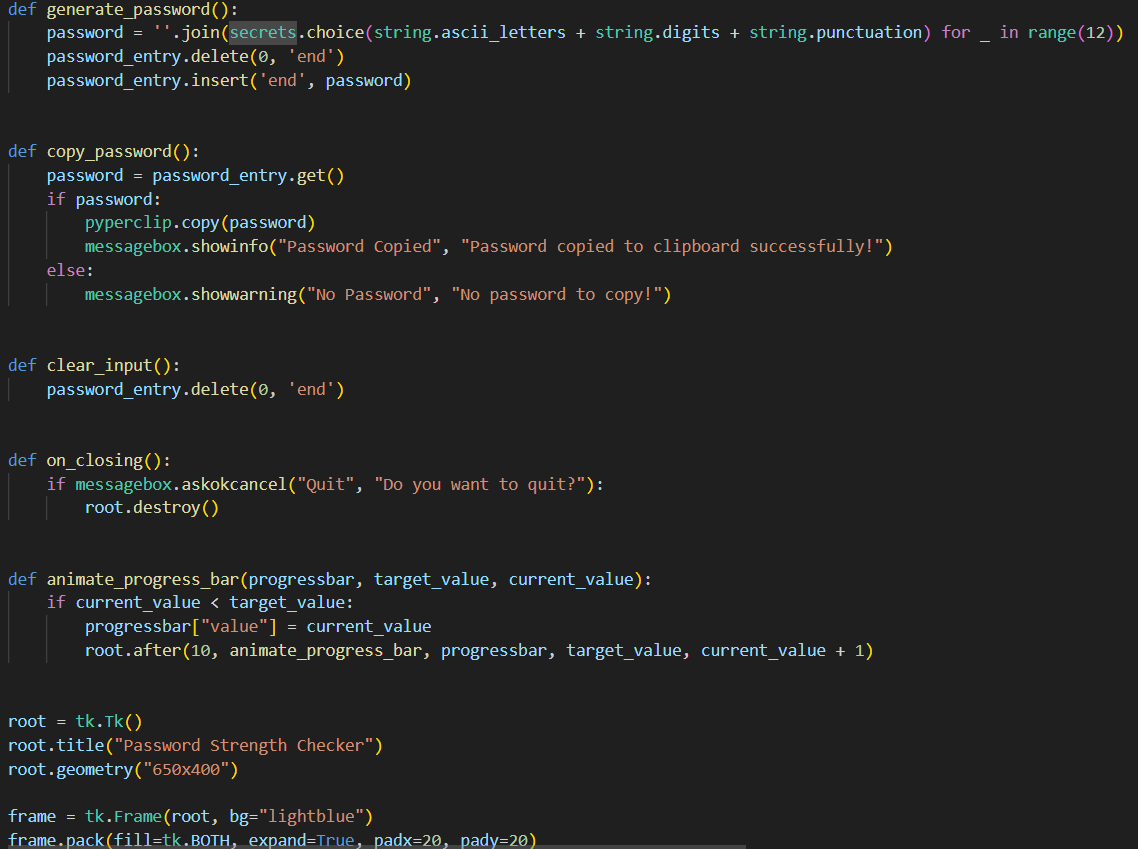 def generate_password():
    password = ''.join(secrets.choice(string.ascii_letters + string.digits + string.punctuation) for _ in range(12))
    password_entry.delete(0, 'end')
    password_entry.insert('end', password)
def copy_password():
    password = password_entry.get()
    if password:
        pyperclip.copy(password)
        messagebox.showinfo("Password Copied", "Password copied to clipboard successfully!")
    else:
        messagebox.showwarning("No Password", "No password to copy!")
def clear_input():
    password_entry.delete(0, 'end')
def on_closing():
    if messagebox.askokcancel("Quit", "Do you want to quit?"):
        root.destroy()
def animate_progress_bar(progressbar, target_value, current_value):
    if current_value < target_value:
        progressbar["value"] = current_value
        root.after(10, animate_progress_bar, progressbar, target_value, current_value + 1)
root = tk.Tk()
root.title("Password Strength Checker")
root.geometry("650x400")
frame = tk.Frame(root, bg="lightblue")
frame.pack(fill=tk.BOTH, expand=True, padx=20, pady=20)